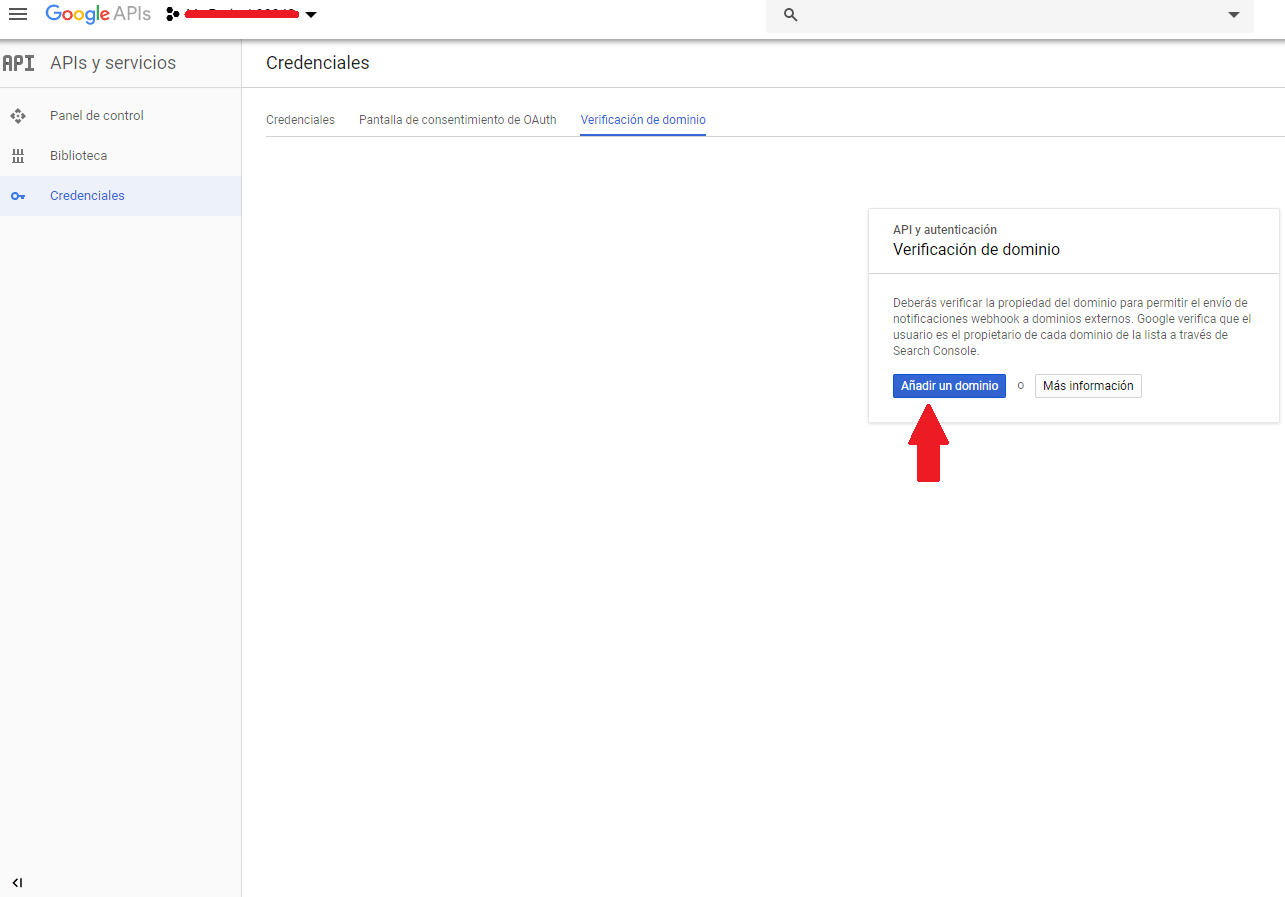 Google APIs
API APIs y servicios
Credenciales
Panel de control
Biblioteca
Credenciales
Credenciales Pantalla de consentimiento de OAuth Verificación de dominio
API y autenticación
Verificación de dominio
Deberás verificar la propiedad del dominio para permitir el envío de
notificaciones webhook a dominios externos. Google verifica que el
usuario es el propietario de cada dominio de la lista a través de
Search Console.
Añadir un dominio o Más información